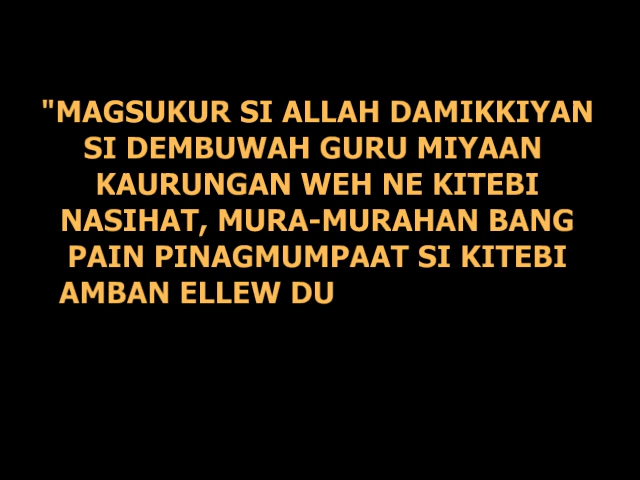 "MAGSUKUR SI ALLAH DAMIKKIYAN
SI DEMBUWAH GURU MIYAAN
KAURUNGAN WEH NE KITEBI
NASIHAT, MURA-MURAHAN BANG
PAIN PINAGMUMPAAT SI KITEBI
AMBAN ELLEW DU